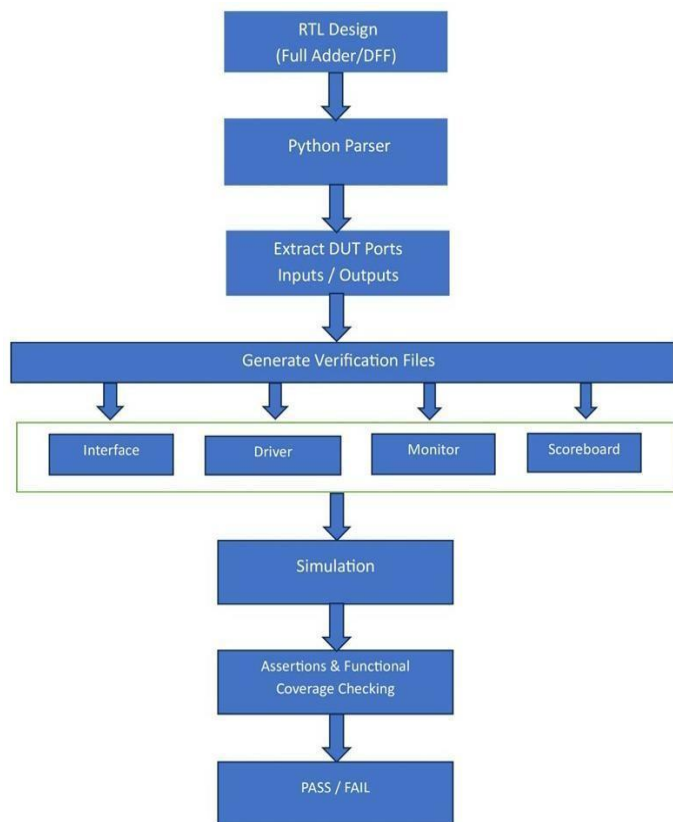 RTL Design
(Full Adder/DFF)
Python Parser
Extract DUT Ports
Inputs / Outputs
Generate Verification Files
Interface
Driver
Monitor
Scoreboard
Simulation
Assertions & Functional
Coverage Checking
PASS / FAIL